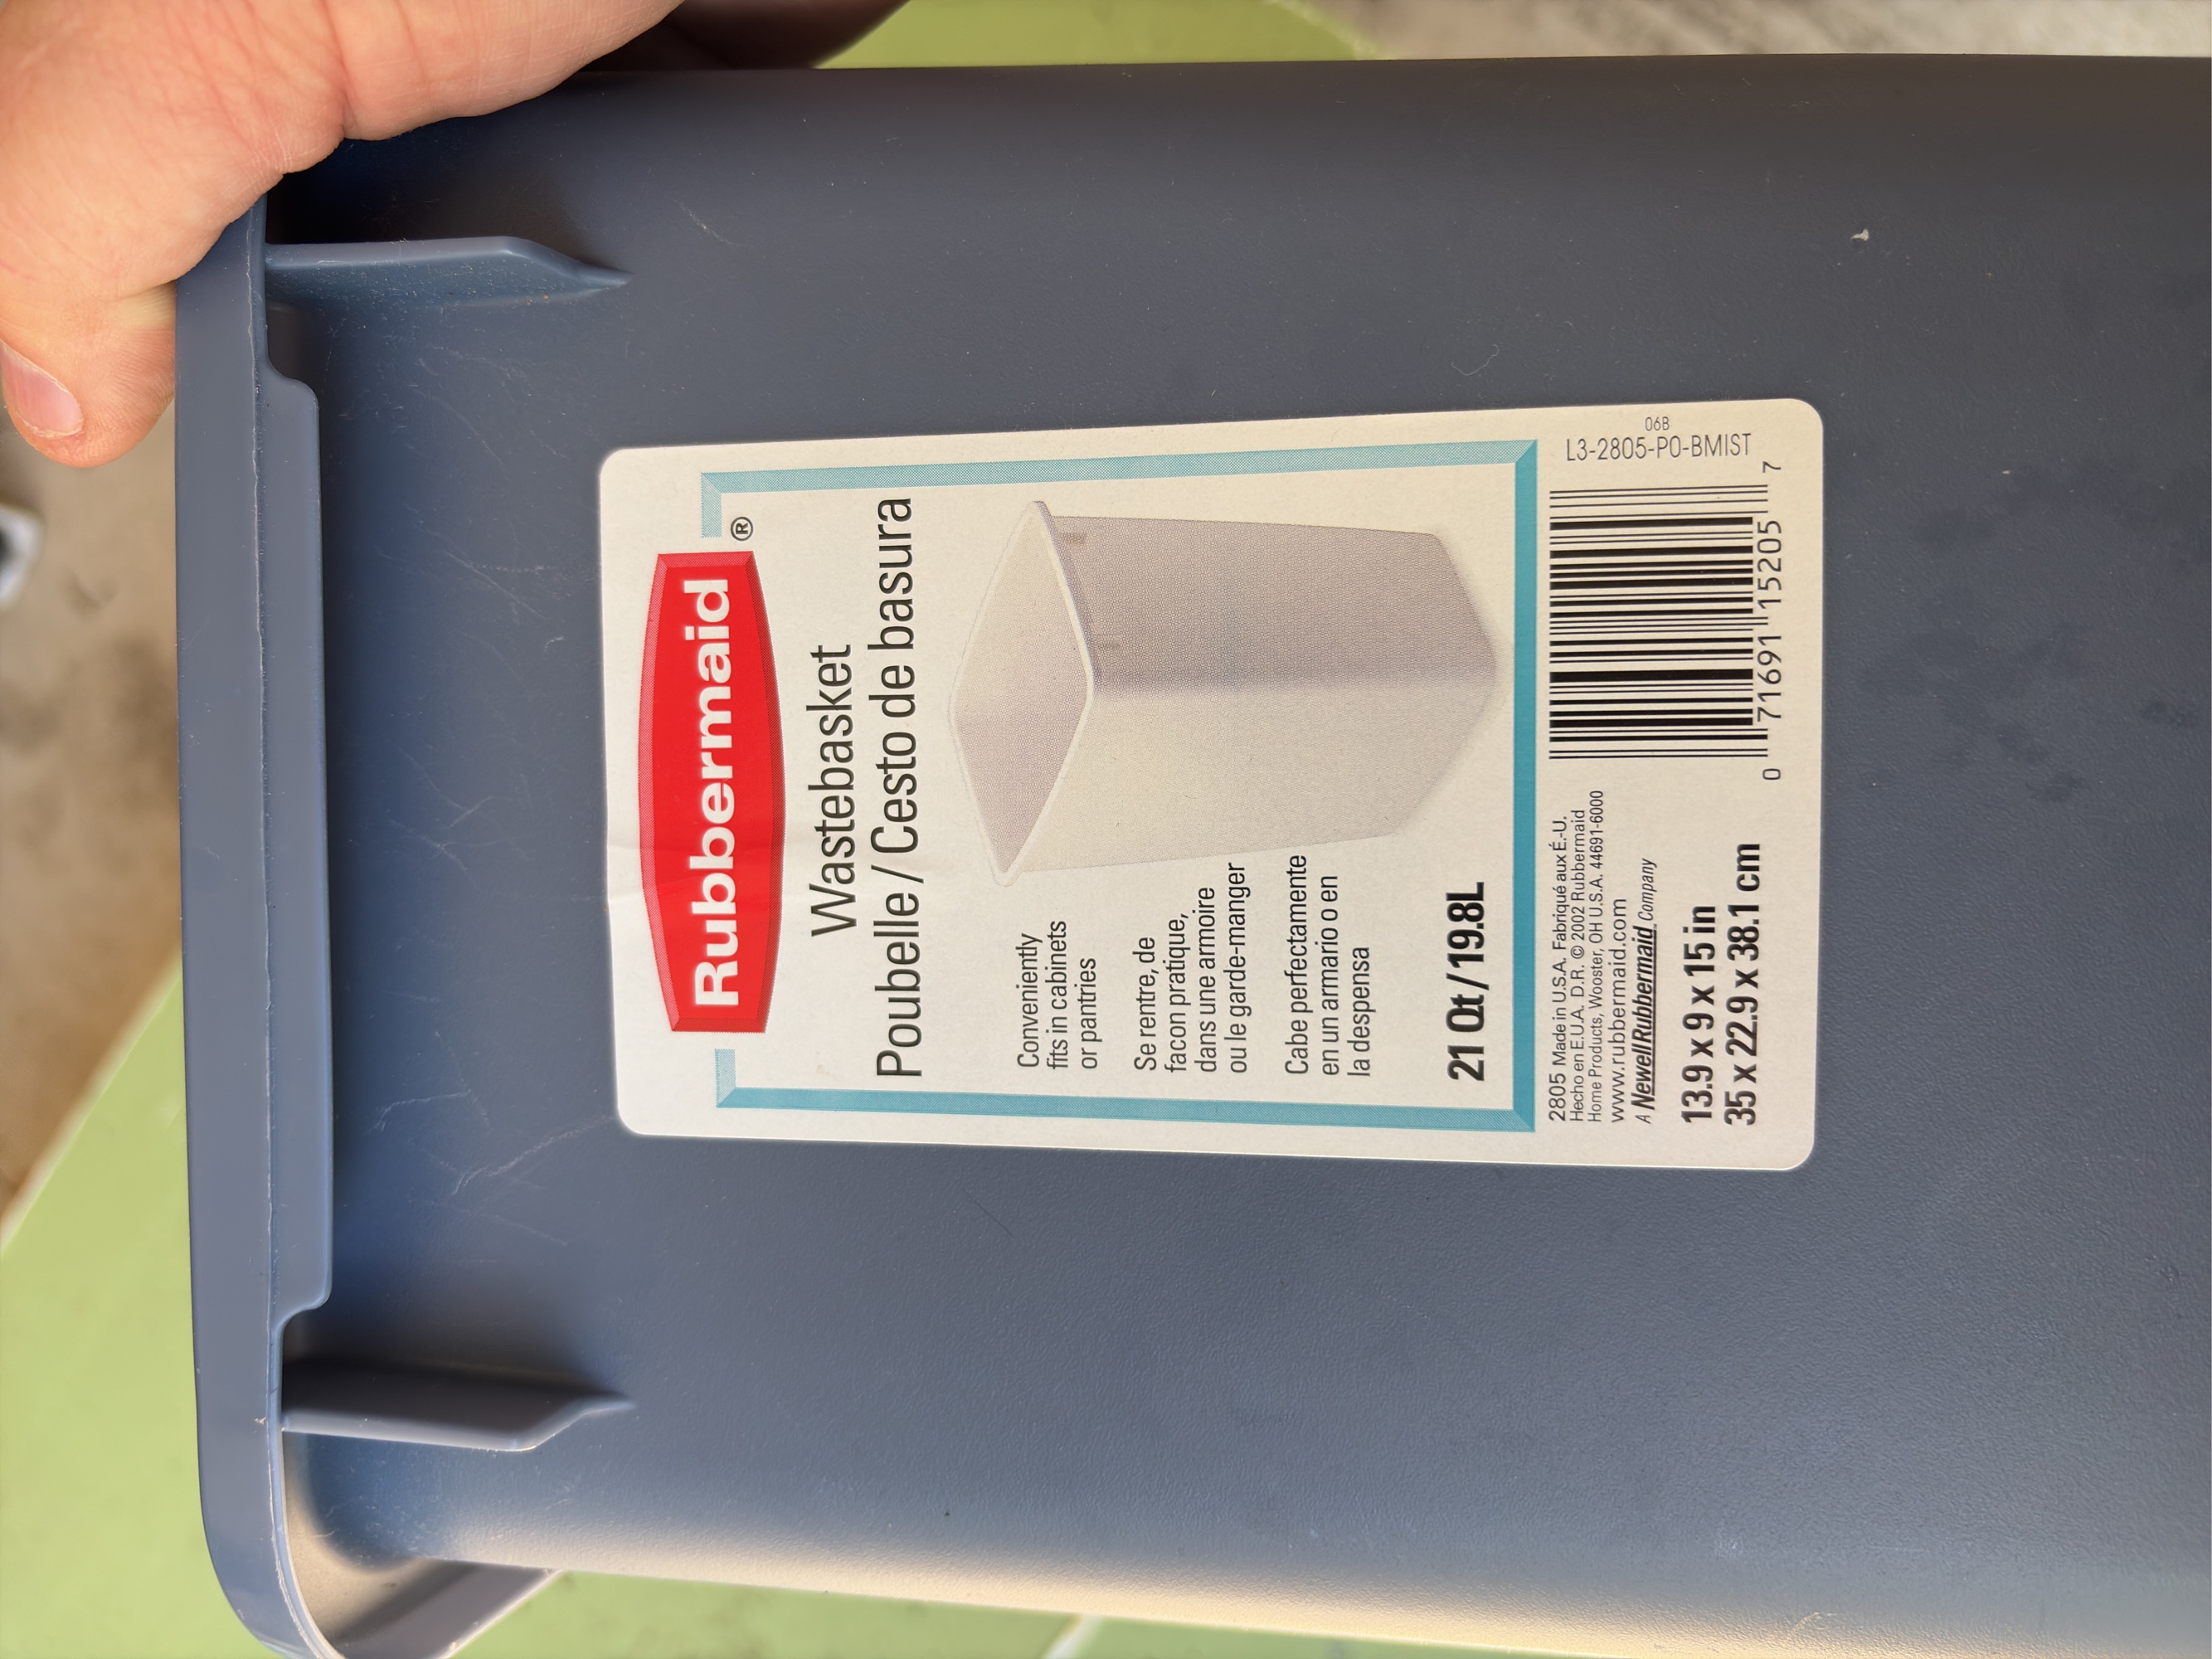 Rubbermaid®
Wastebasket
Poubelle / Cesto de basura
Conveniently
fits in cabinets
or pantries
Se rentre, de
facon pratique,
dans une armoire
ou le garde-manger
Cabe perfectamente
en un armario o en
la despensa
21 Qt / 19.8L
2805 Made in U.S.A. Fabriqué aux É.-U.
Hecho en E.U.A. D.R. © 2002 Rubbermaid
Home Products, Wooster, OH U.S.A. 44691-6000
www.rubbermaid.com
A NewellRubbermaid Company
13.9 x 9 x 15 in
35 x 22.9 x 38.1 cm
06B
L3-2805-P0-BMIST
0 71691 15205 7